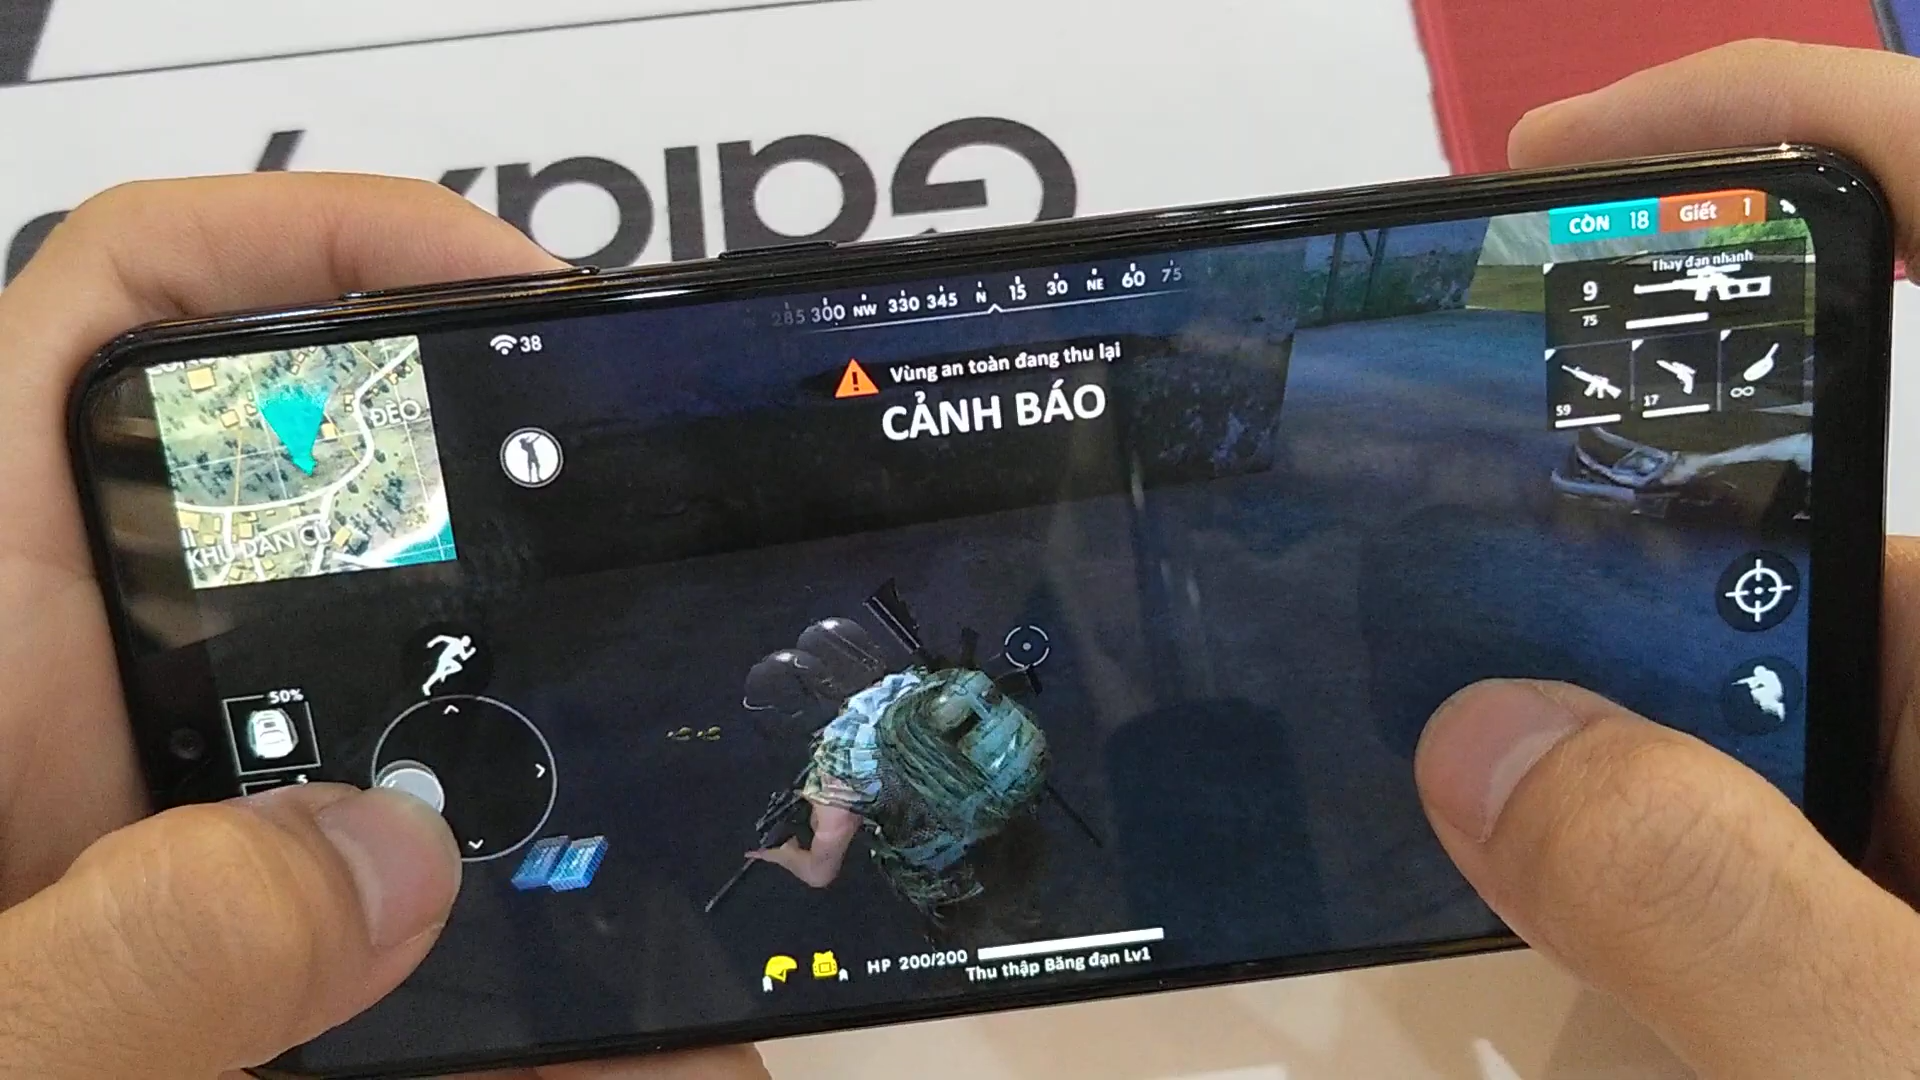 Galaxy
CÒN 18 Giết 1
285 300 NW 330 345 N 15 30 NE 60 75
38
Vùng an toàn đang thu lại
CẢNH BÁO
Thay đạn nhanh
9
75
59
17
∞
ĐÈO
KHU DÂN CƯ
50%
HP 200/200
Thu thập Băng đạn Lv1